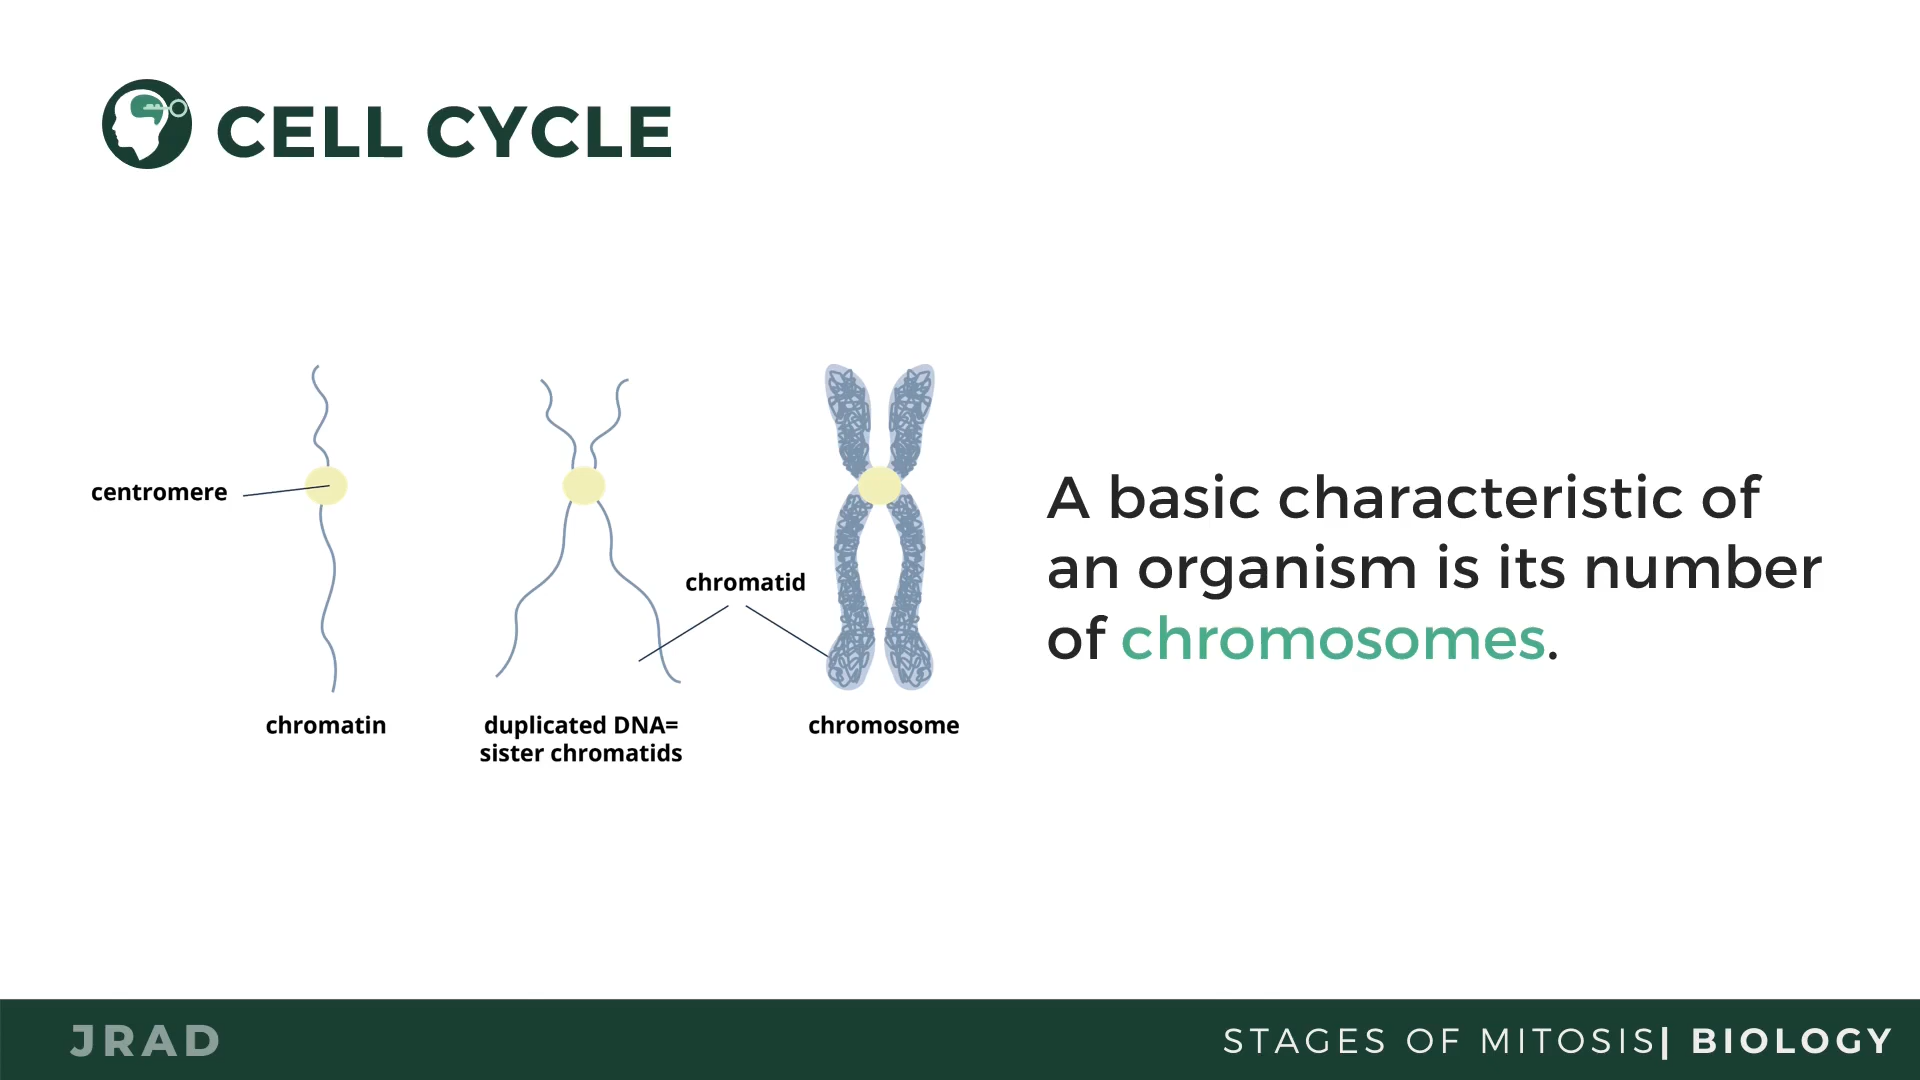 CELL CYCLE
centromere
chromatid
chromatin
duplicated DNA=
sister chromatids
chromosome
A basic characteristic of
an organism is its number
of chromosomes.
JRAD
STAGES OF MITOSIS| BIOLOGY